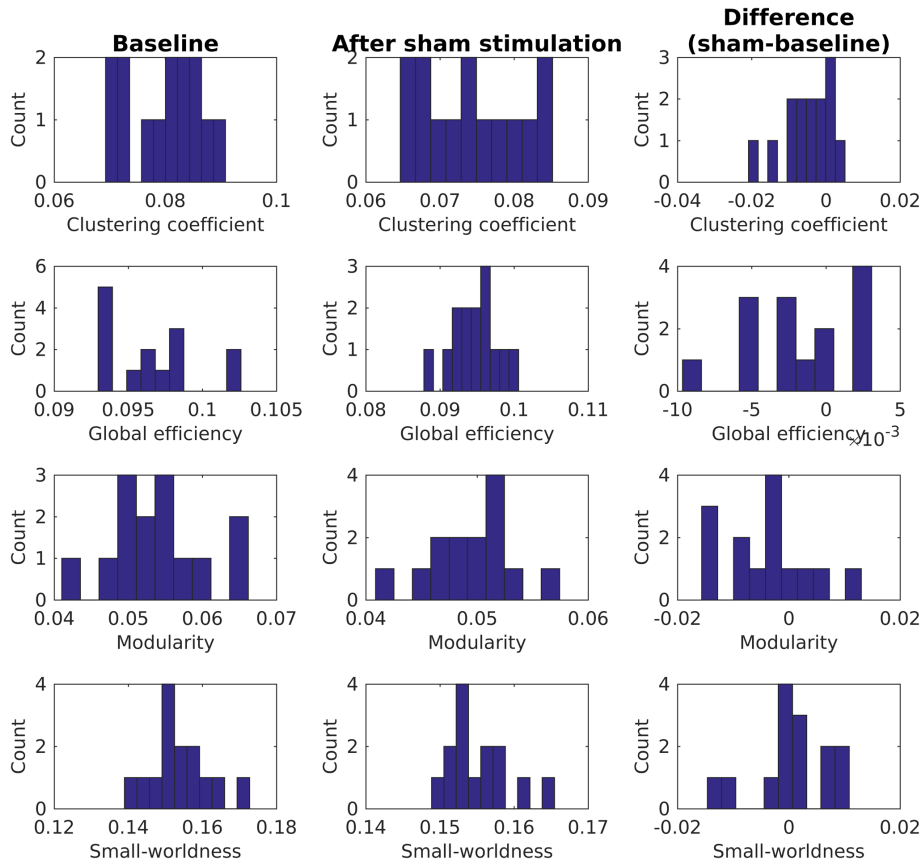 Baseline
After sham stimulation
Difference
(sham-baseline)
Count
2
1
0
0.06 0.08 0.1
Clustering coefficient
Count
2
1
0
0.06 0.07 0.08 0.09
Clustering coefficient
Count
3
2
1
0
-0.04 -0.02 0 0.02
Clustering coefficient
Count
6
4
2
0
0.09 0.095 0.1 0.105
Global efficiency
Count
3
2
1
0
0.08 0.09 0.1 0.11
Global efficiency
Count
4
2
0
-10 -5 0 5
Global efficiency
×10-3
Count
3
2
1
0
0.04 0.05 0.06 0.07
Modularity
Count
4
2
0
0.04 0.05 0.06
Modularity
Count
4
2
0
-0.02 0 0.02
Modularity
Count
4
2
0
0.12 0.14 0.16 0.18
Small-worldness
Count
4
2
0
0.14 0.15 0.16 0.17
Small-worldness
Count
4
3
2
1
0
-0.02 0 0.02
Small-worldness